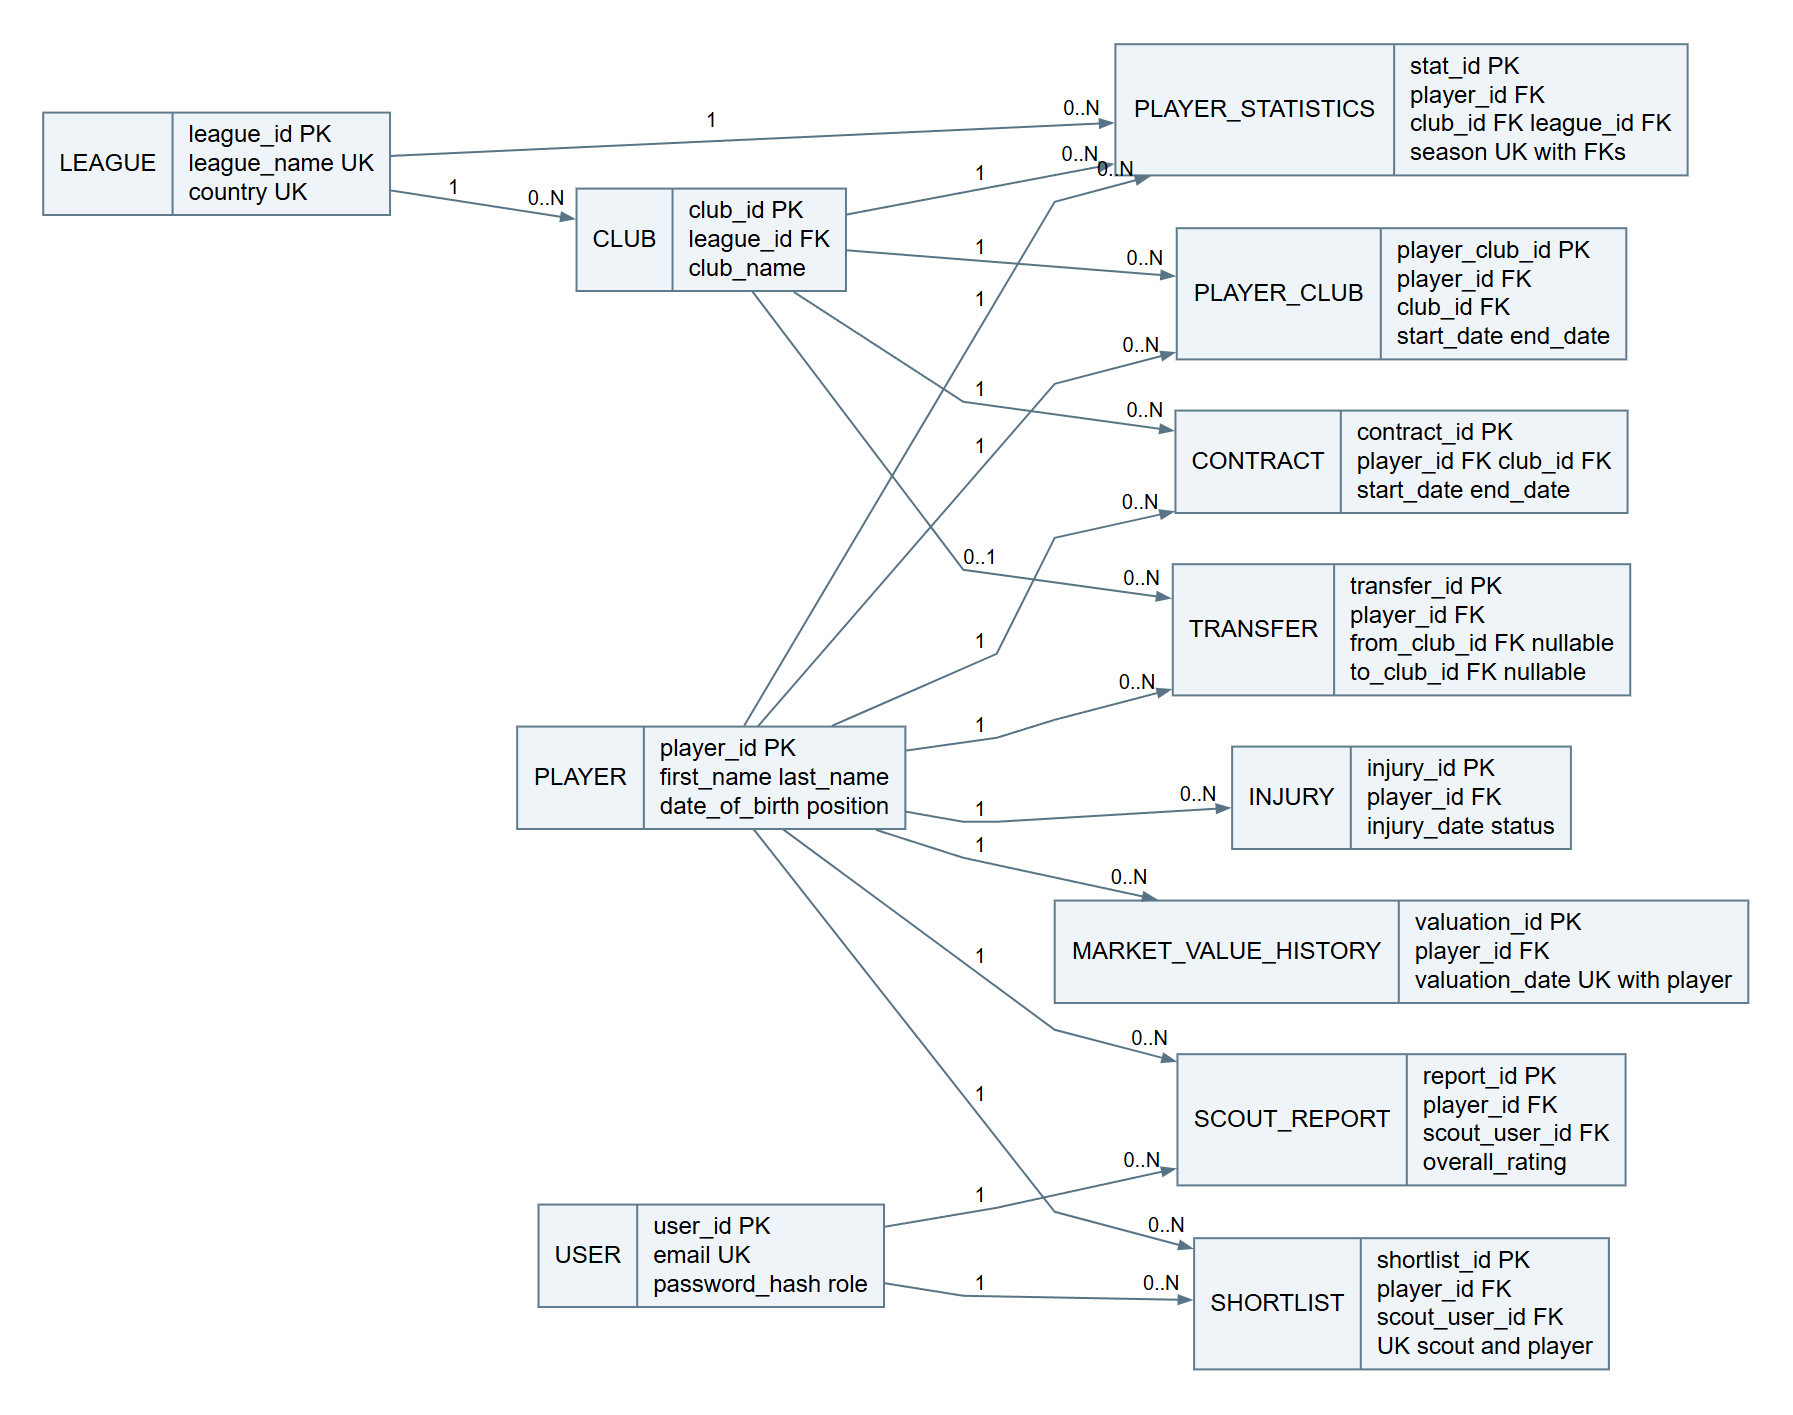 LEAGUE
league_id PK
league_name UK
country UK
1
0..N
1
0..N
CLUB
club_id PK
league_id FK
club_name
1
0..N
1
0..N
1
0..N
0..1
0..N
PLAYER_STATISTICS
stat_id PK
player_id FK
club_id FK league_id FK
season UK with FKs
0..N
1
PLAYER_CLUB
player_club_id PK
player_id FK
club_id FK
start_date end_date
0..N
1
CONTRACT
contract_id PK
player_id FK club_id FK
start_date end_date
0..N
1
TRANSFER
transfer_id PK
player_id FK
from_club_id FK nullable
to_club_id FK nullable
0..N
1
PLAYER
player_id PK
first_name last_name
date_of_birth position
1
0..N
INJURY
injury_id PK
player_id FK
injury_date status
1
0..N
MARKET_VALUE_HISTORY
valuation_id PK
player_id FK
valuation_date UK with player
1
0..N
SCOUT_REPORT
report_id PK
player_id FK
scout_user_id FK
overall_rating
1
0..N
USER
user_id PK
email UK
password_hash role
1
0..N
1
0..N
SHORTLIST
shortlist_id PK
player_id FK
scout_user_id FK
UK scout and player